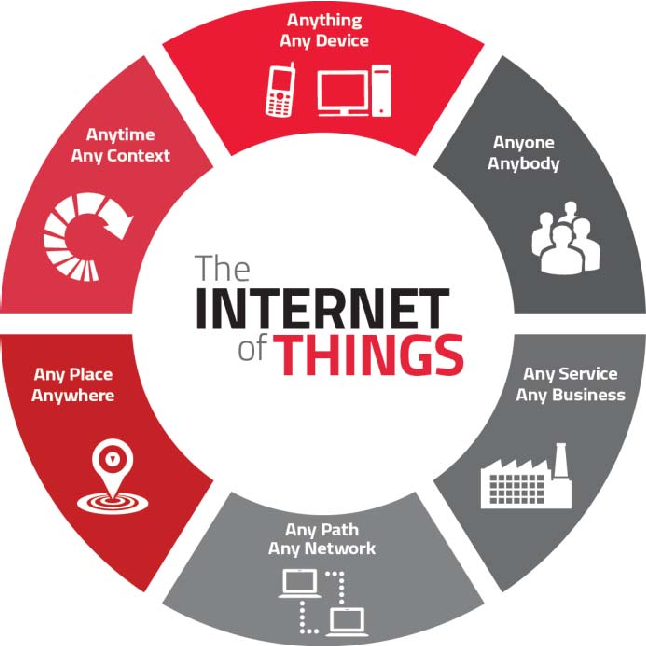 Anything
Any Device
Anyone
Anybody
Any Service
Any Business
Any Path
Any Network
Any Place
Anywhere
Anytime
Any Context
The
INTERNET
of THINGS